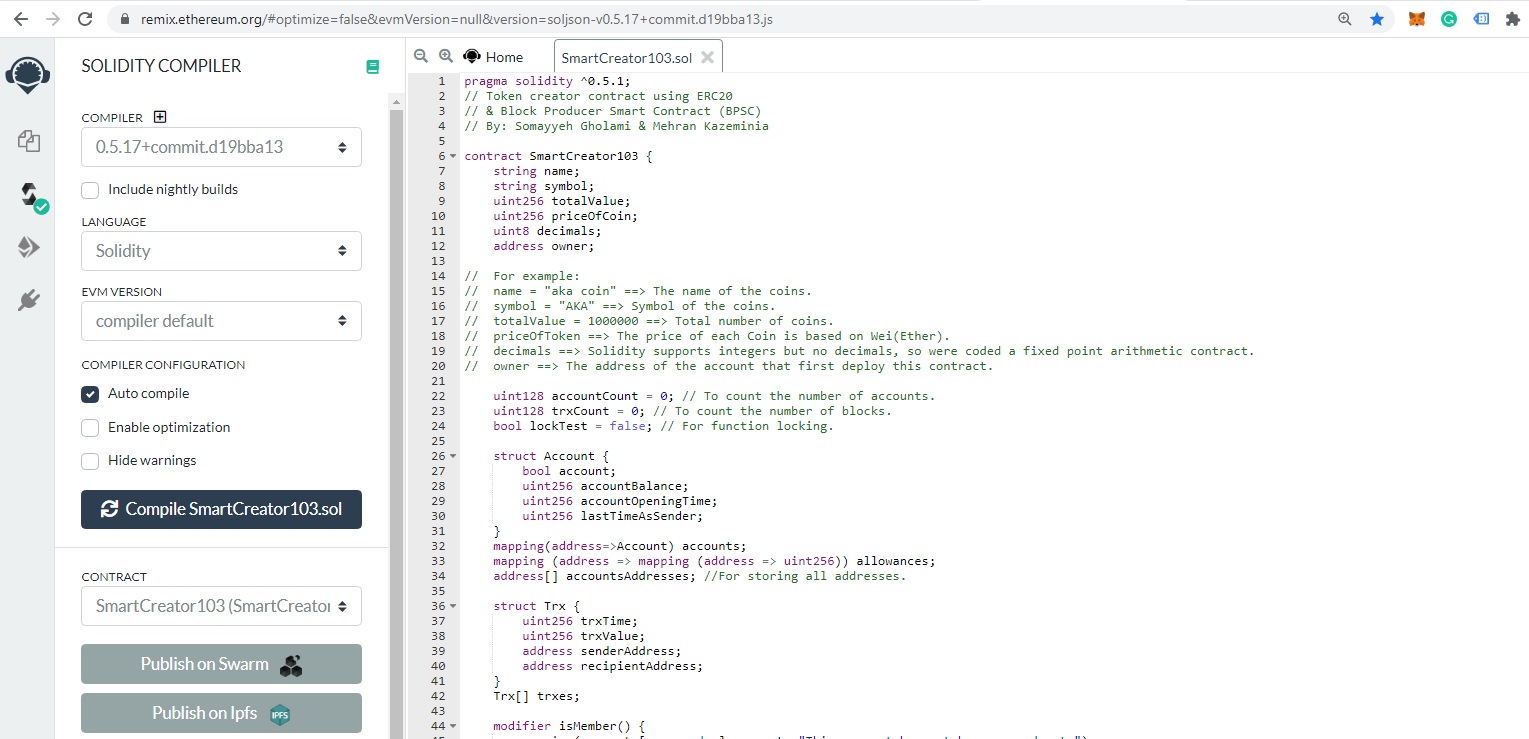 remix.ethereum.org/#optimize=false&evmVersion=null&version=soljson-v0.5.17+commit.d19bba13.js
SOLIDITY COMPILER
COMPILER
0.5.17+commit.d19bba13
Include nightly builds
LANGUAGE
Solidity
EVM VERSION
compiler default
COMPILER CONFIGURATION
Auto compile
Enable optimization
Hide warnings
Compile SmartCreator103.sol
CONTRACT
SmartCreator103 (SmartCreator
Publish on Swarm
Publish on Ipfs
IPFS
Home
SmartCreator103.sol
1 pragma solidity ^0.5.1;
2 // Token creator contract using ERC20
3 // & Block Producer Smart Contract (BPSC)
4 // By: Somayyeh Gholami & Mehran Kazeminia
5
6 contract SmartCreator103 {
7 string name;
8 string symbol;
9 uint256 totalValue;
10 uint256 priceOfCoin;
11 uint8 decimals;
12 address owner;
13
14 // For example:
15 // name = "aka coin" ==> The name of the coins.
16 // symbol = "AKA" ==> Symbol of the coins.
17 // totalValue = 1000000 ==> Total number of coins.
18 // priceOfToken ==> The price of each Coin is based on Wei(Ether).
19 // decimals ==> Solidity supports integers but no decimals, so were coded a fixed point arithmetic contract.
20 // owner ==> The address of the account that first deploy this contract.
21
22 uint128 accountCount = 0; // To count the number of accounts.
23 uint128 trxCount = 0; // To count the number of blocks.
24 bool lockTest = false; // For function locking.
25
26 struct Account {
27 bool account;
28 uint256 accountBalance;
29 uint256 accountOpeningTime;
30 uint256 lastTimeAsSender;
31 }
32 mapping(address=>Account) accounts;
33 mapping (address => mapping (address => uint256)) allowances;
34 address[] accountsAddresses; //For storing all addresses.
35
36 struct Trx {
37 uint256 trxTime;
38 uint256 trxValue;
39 address senderAddress;
40 address recipientAddress;
41 }
42 Trx[] trxes;
43
44 modifier isMember() {